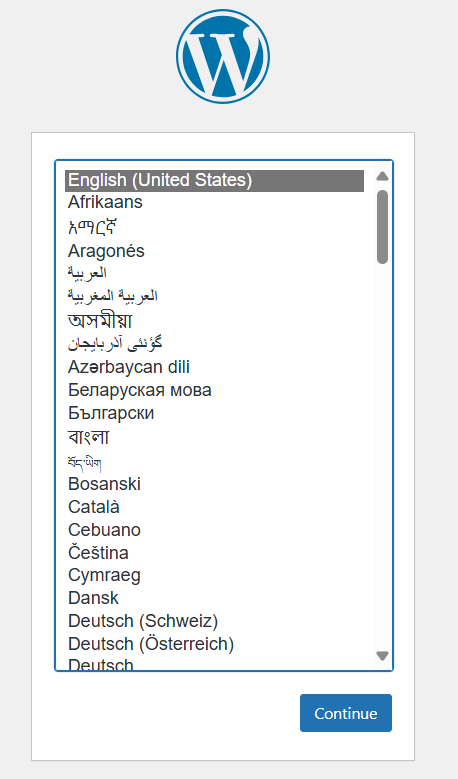 English (United States)
Afrikaans
አማርኛ
Aragonés
العربية
العربية المغربية
অসমীয়া
گؤنئی آذربایجان
Azərbaycan dili
Беларуская мова
Български
বাংলা
བོད་ཡིག
Bosanski
Català
Cebuano
Čeština
Cymraeg
Dansk
Deutsch (Schweiz)
Deutsch (Österreich)
Deutsch
Continue